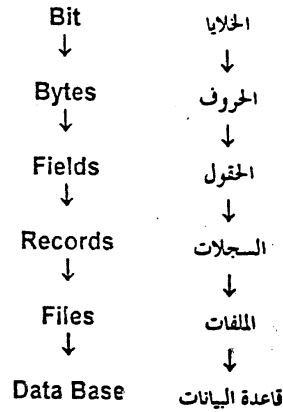 Bit الخلايا
↓ ↓
Bytes الحروف
↓ ↓
Fields الحقول
↓ ↓
Records السجلات
↓ ↓
Files الملفات
↓ ↓
Data Base قاعدة البيانات